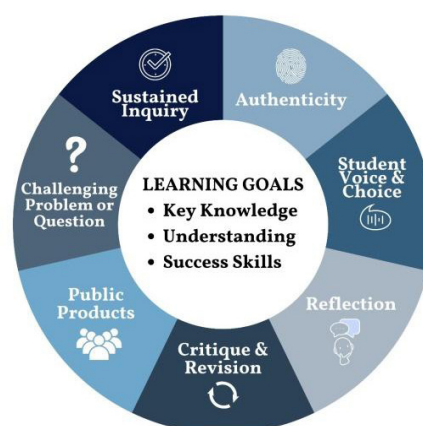 Sustained
Inquiry
Authenticity
Student
Voice &
Choice
Reflection
Critique &
Revision
Public
Products
?
Challenging
Problem or
Question
LEARNING GOALS
• Key Knowledge
• Understanding
• Success Skills